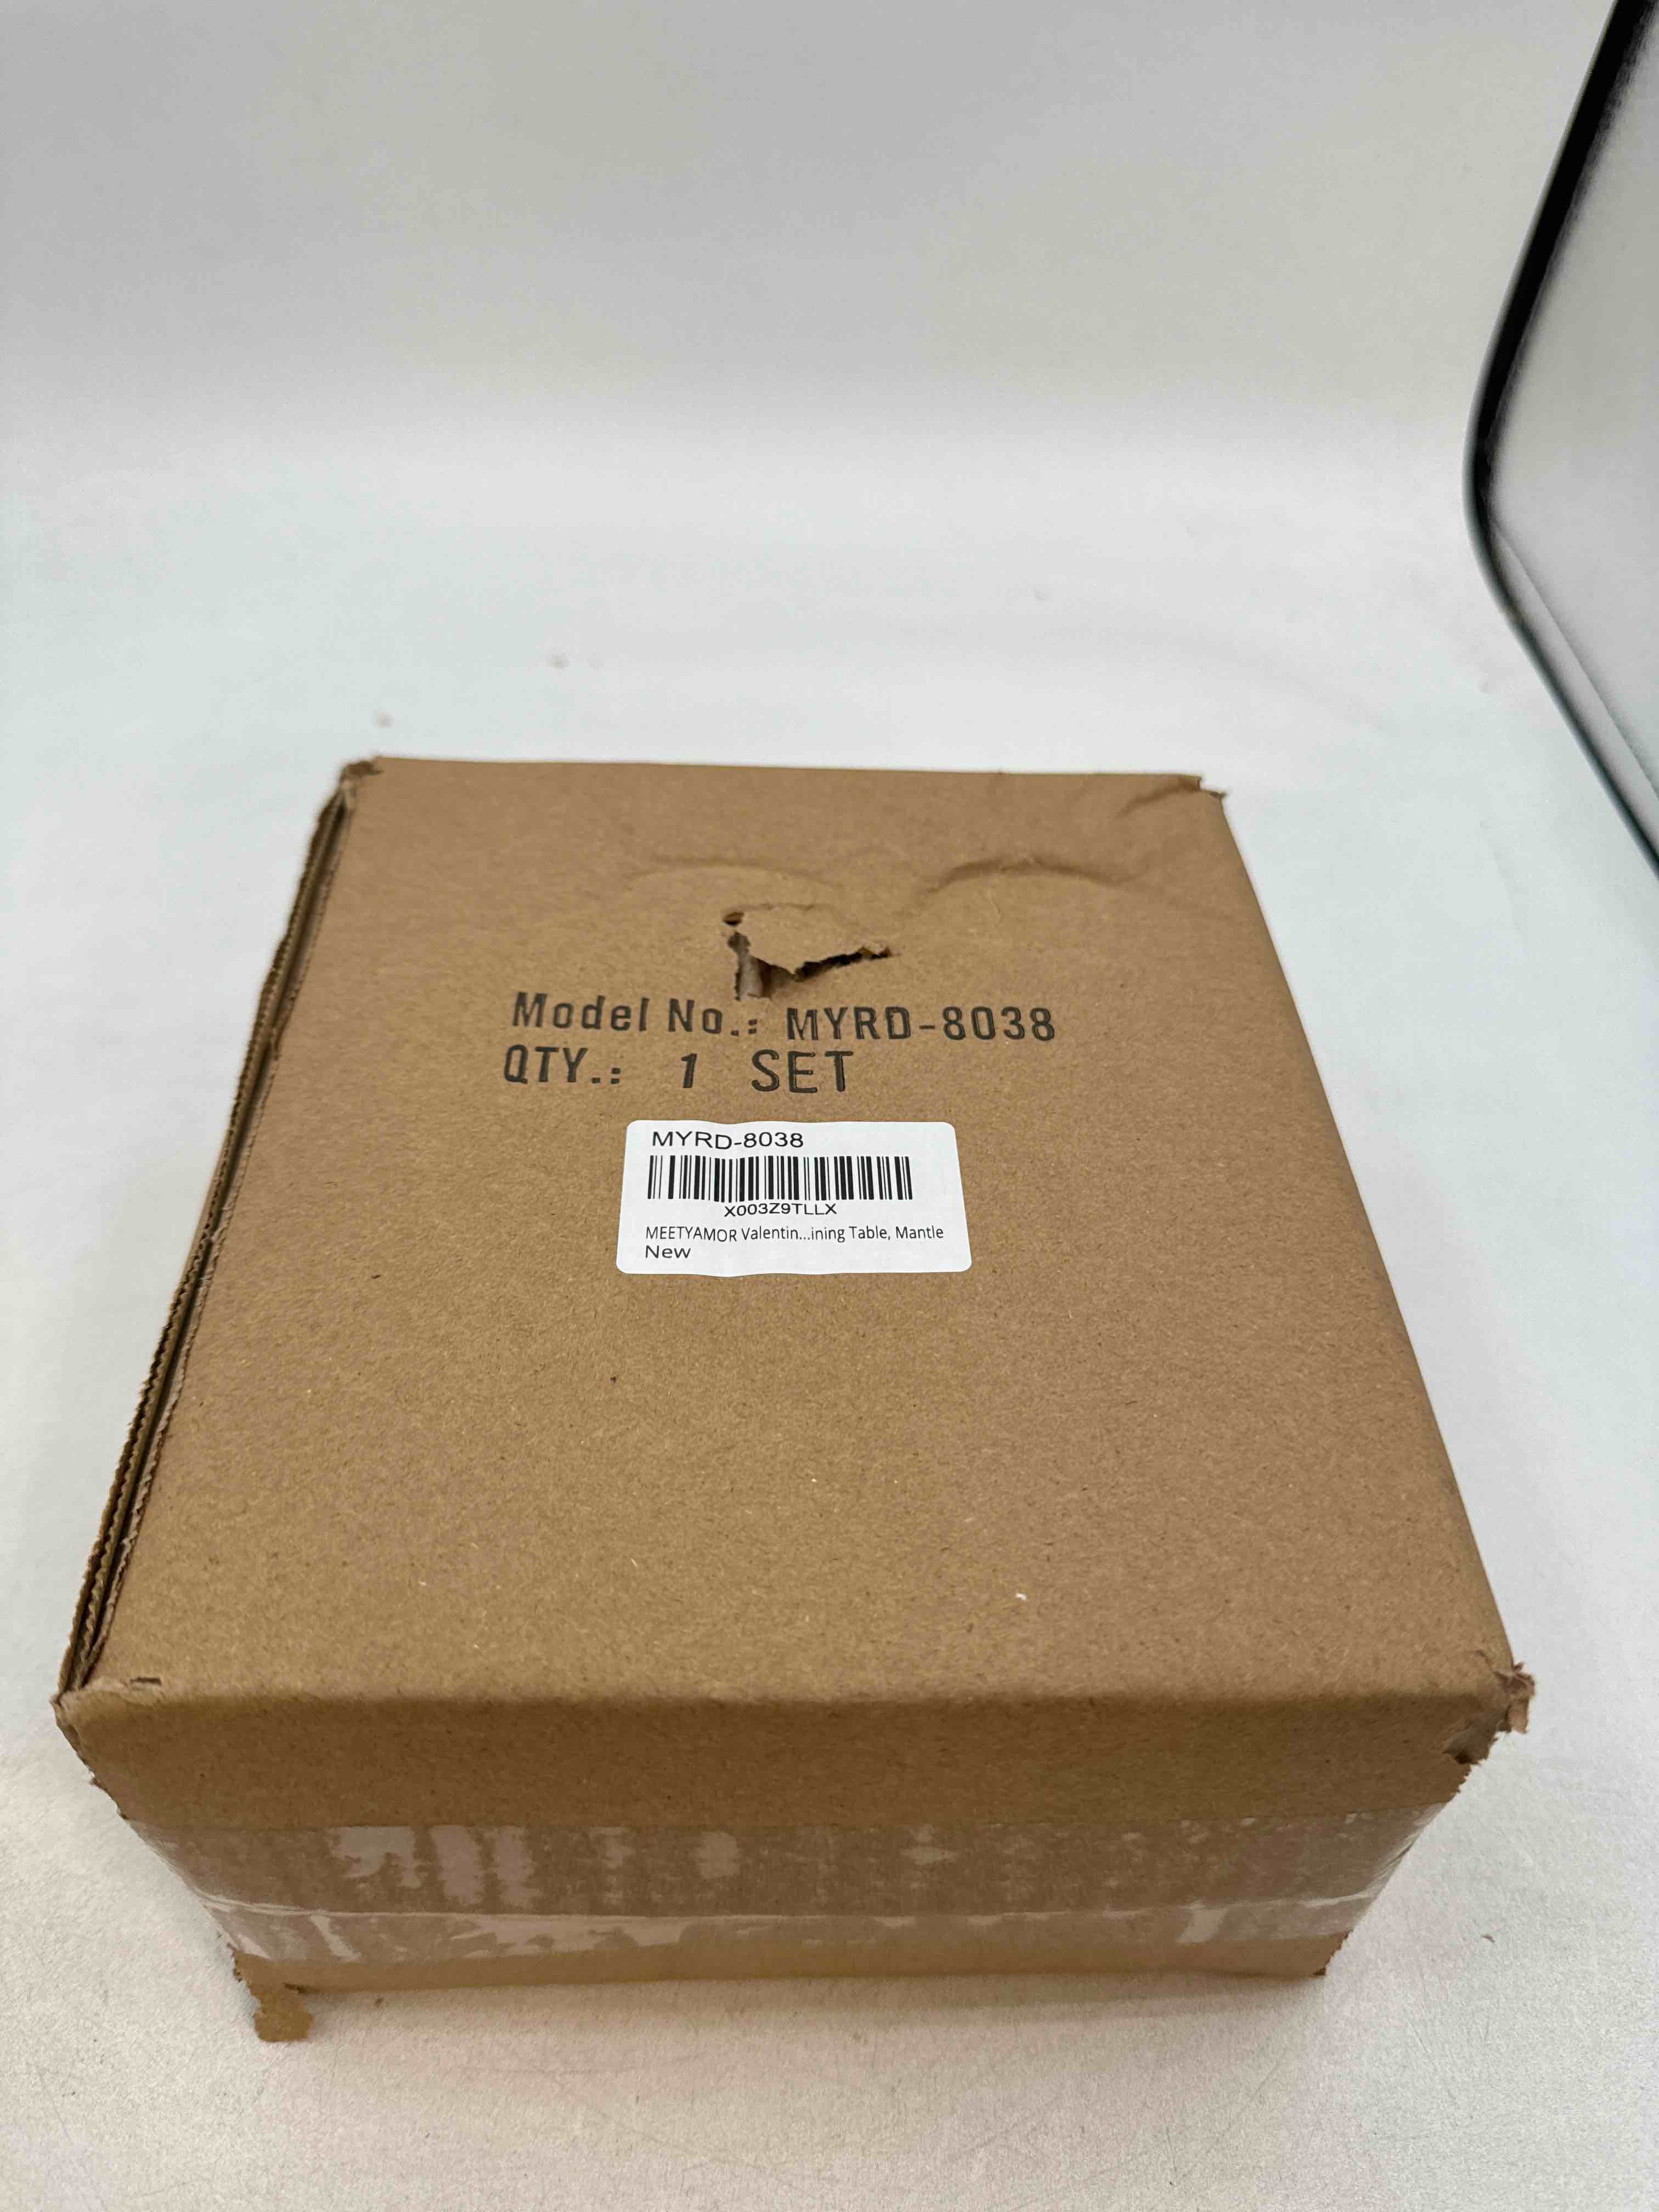 Model No.: MYRD-8038
QTY.: 1 SET
MYRD-8038
X003Z9TLLX
MEETYAMOR Valentin...ining Table, Mantle
New